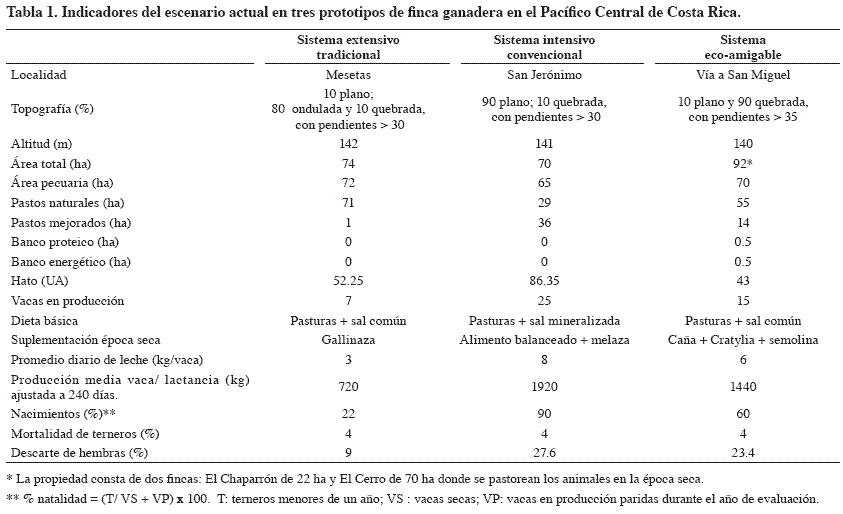 Tabla 1. Indicadores del escenario actual en tres prototipos de finca ganadera en el Pacífico Central de Costa Rica.
Sistema extensivo tradicional Sistema intensivo convencional Sistema eco-amigable
Localidad Mesetas San Jerónimo Vía a San Miguel
Topografía (%) 10 plano; 80 ondulada y 10 quebrada, con pendientes > 30 90 plano; 10 quebrada, con pendientes > 30 10 plano y 90 quebrada, con pendientes > 35
Altitud (m) 142 141 140
Área total (ha) 74 70 92*
Área pecuaria (ha) 72 65 70
Pastos naturales (ha) 71 29 55
Pastos mejorados (ha) 1 36 14
Banco proteico (ha) 0 0 0.5
Banco energético (ha) 0 0 0.5
Hato (UA) 52.25 86.35 43
Vacas en producción 7 25 15
Dieta básica Pasturas + sal común Pasturas + sal mineralizada Pasturas + sal común
Suplementación época seca Gallinaza Alimento balanceado + melaza Caña + Cratylia + semolina
Promedio diario de leche (kg/vaca) 3 8 6
Producción media vaca/ lactancia (kg) ajustada a 240 días. 720 1920 1440
Nacimientos (%)** 22 90 60
Mortalidad de terneros (%) 4 4 4
Descarte de hembras (%) 9 27.6 23.4
* La propiedad consta de dos fincas: El Chaparrón de 22 ha y El Cerro de 70 ha donde se pastorean los animales en la época seca.
** % natalidad = (T/ VS + VP) x 100. T: terneros menores de un año; VS : vacas secas; VP: vacas en producción paridas durante el año de evaluación.